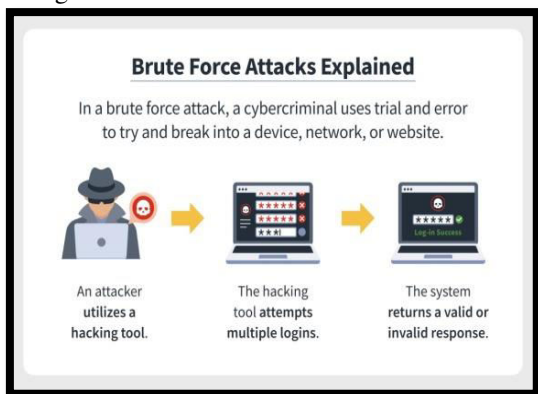 Brute Force Attacks Explained
In a brute force attack, a cybercriminal uses trial and error
to try and break into a device, network, or website.
*****
*****
*****
***
*****
Log-in Success
An attacker
utilizes a
hacking tool.
The hacking
tool attempts
multiple logins.
The system
returns a valid or
invalid response.